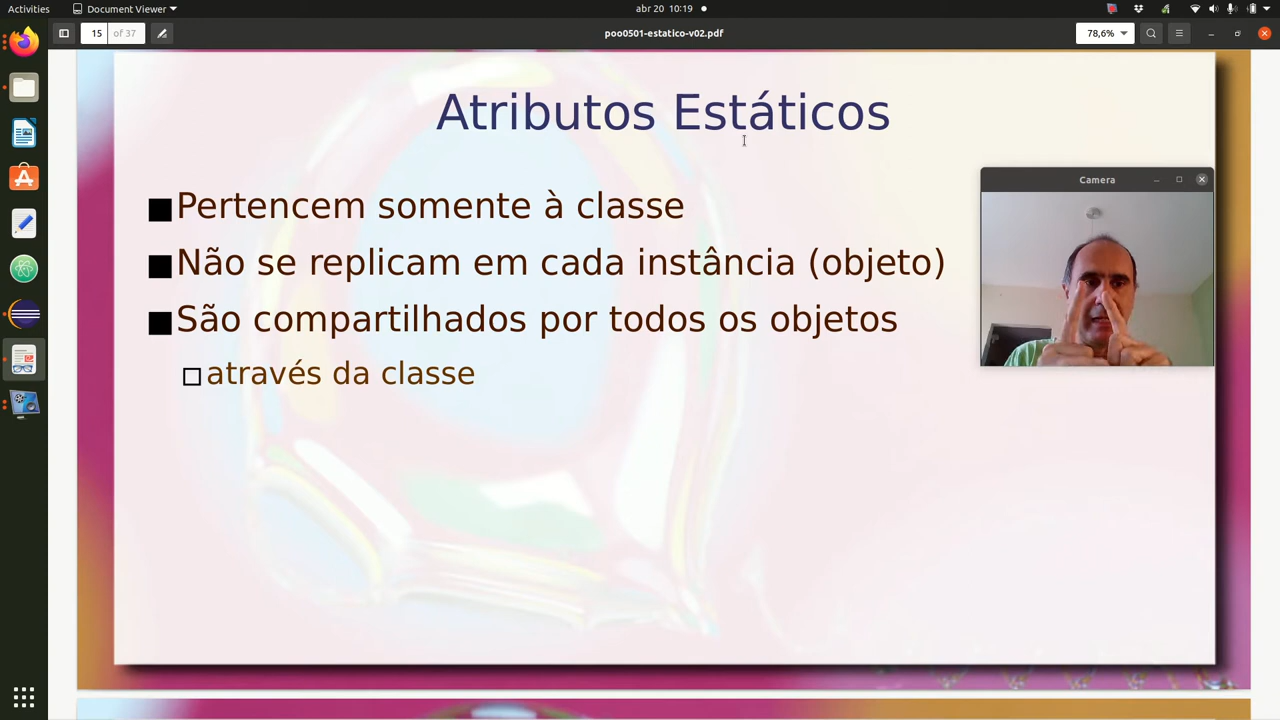 Activities
Document Viewer
abr 20 10:19
15
of 37
poo0501-estatico-v02.pdf
78,6%
Atributos Estáticos
Camera
Pertencem somente à classe
Não se replicam em cada instância (objeto)
São compartilhados por todos os objetos
através da classe